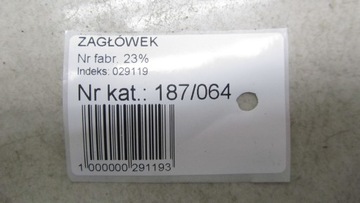 ZAGŁÓWEK
Nr fabr. 23%
Indeks: 029119
Nr kat.: 187/064
1 000000 291193